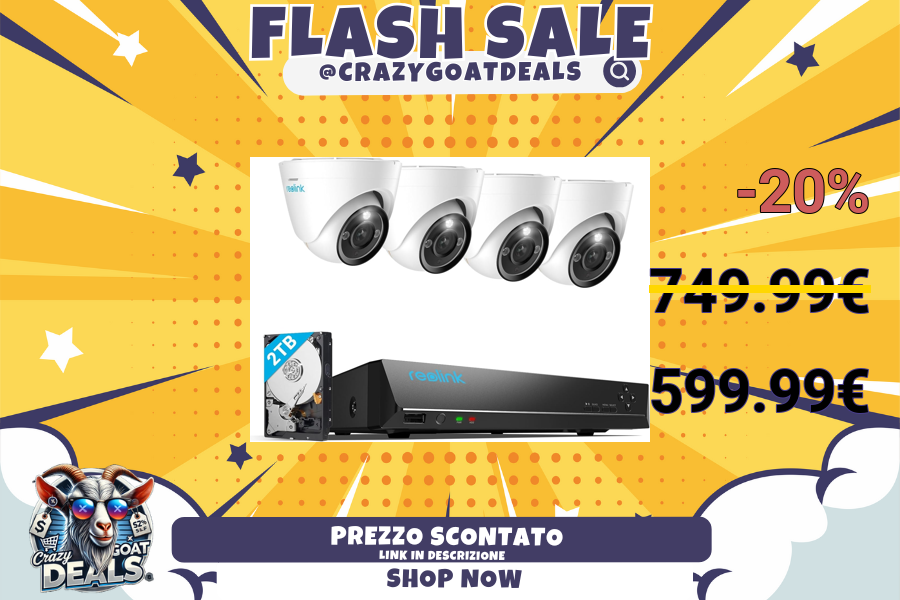 FLASH SALE
@CRAZYGOATDEALS
-20%
reolink
749.99€
2TB
reolink
599.99€
$
52%
Crazy
GOAT
DEALS
PREZZO SCONTATO
LINK IN DESCRIZIONE
SHOP NOW